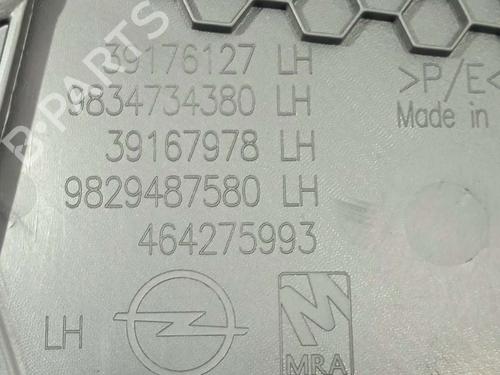 39176127 LH
9834734380 LH
39167978 LH
9829487580 LH
464275993
>P/E<
Made in
LH
M
MRA
B-PARTS